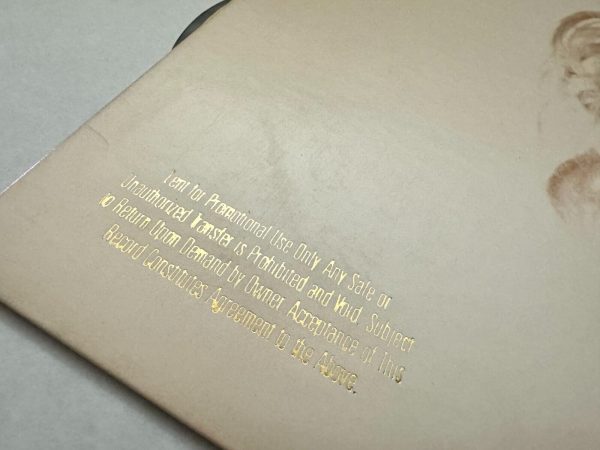 Lent for Promotional Use Only Any Sale or
Unauthorized Transfer is Prohibited and Void. Subject
to Return Upon Demand by Owner. Acceptance of This
Record Constitutes Agreement to the Above.